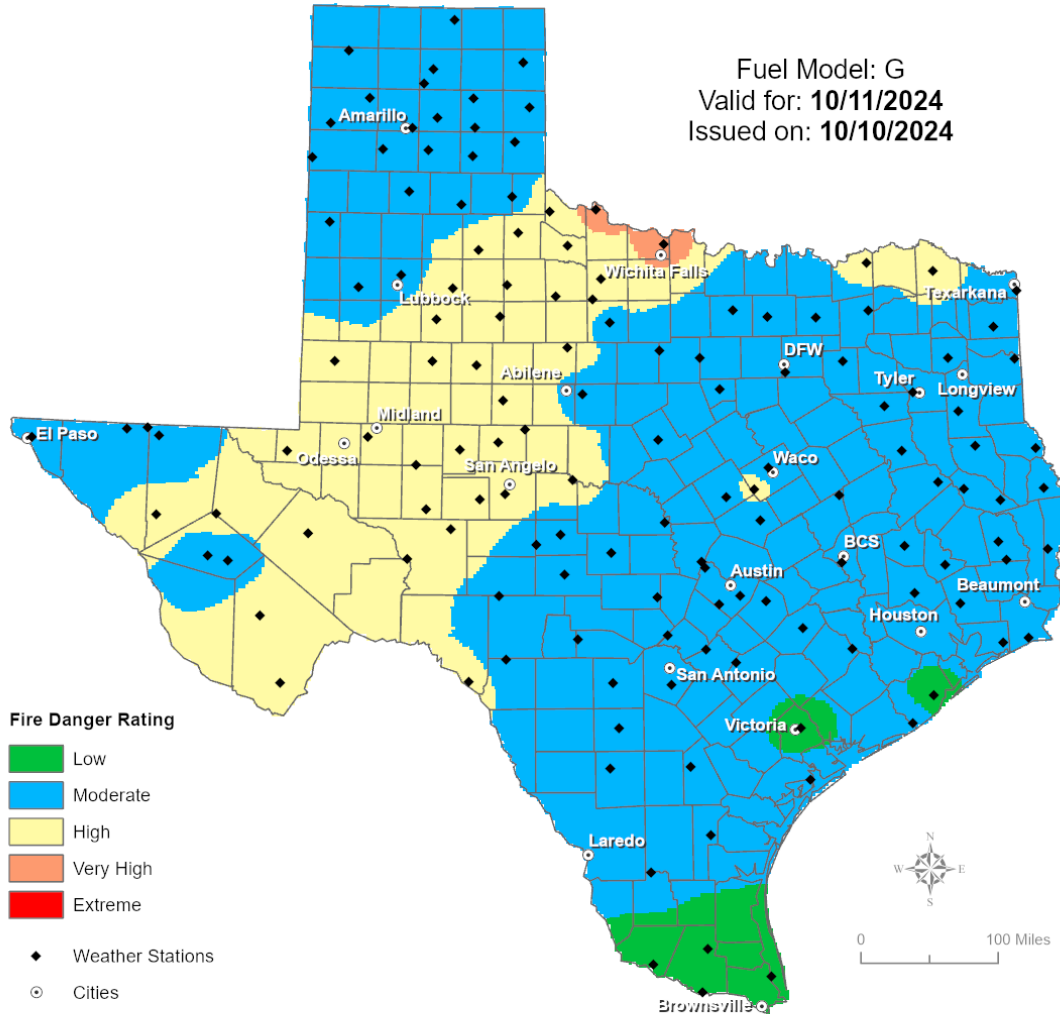 Fuel Model: G
Valid for: 10/11/2024
Issued on: 10/10/2024
Amarillo
Wichita Falls
Lubbock
Texarkana
DFW
Abilene
Tyler
Longview
Midland
El Paso
Odessa
Waco
San Angelo
BCS
Austin
Beaumont
Houston
San Antonio
Victoria
Laredo
Brownsville
Fire Danger Rating
Low
Moderate
High
Very High
Extreme
Weather Stations
Cities
N
W
E
S
0 100 Miles